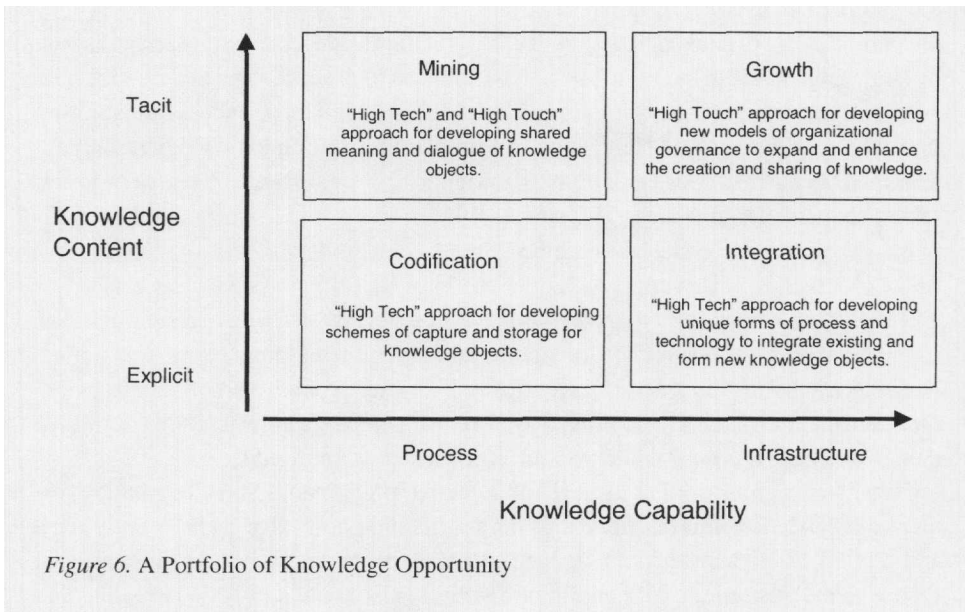 Tacit
Knowledge
Content
Explicit
Mining
“High Tech” and “High Touch”
approach for developing shared
meaning and dialogue of knowledge
objects.
Growth
“High Touch” approach for developing
new models of organizational
governance to expand and enhance
the creation and sharing of knowledge.
Codification
“High Tech” approach for developing
schemes of capture and storage for
knowledge objects.
Integration
“High Tech” approach for developing
unique forms of process and
technology to integrate existing and
form new knowledge objects.
Process
Infrastructure
Knowledge Capability
Figure 6. A Portfolio of Knowledge Opportunity